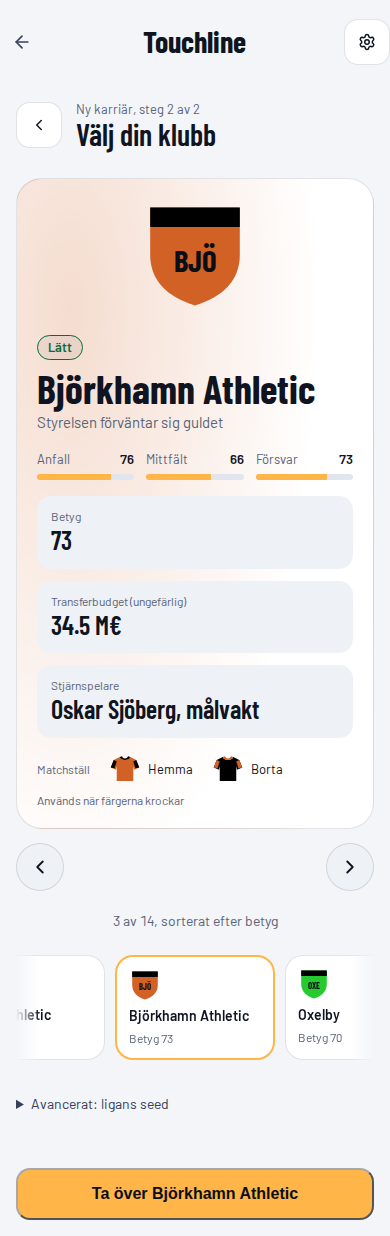 Touchline
Ny karriär, steg 2 av 2
Välj din klubb
BJÖ
Lätt
Björkhamn Athletic
Styrelsen förväntar sig guldet
Anfall 76 Mittfält 66 Försvar 73
Betyg
73
Transferbudget (ungefärlig)
34.5 M€
Stjärnspelare
Oskar Sjöberg, målvakt
Matchställ Hemma Borta
Används när färgerna krockar
3 av 14, sorterat efter betyg
BJÖ OXE
hletic Björkhamn Athletic Oxelby
Betyg 73 Betyg 70
Avancerat: ligans seed
Ta över Björkhamn Athletic